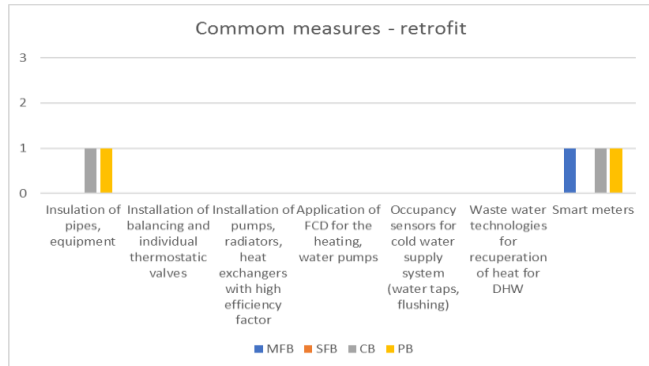 Commom measures - retrofit
3
2
1
0
Insulation of
pipes,
equipment
Installation of
balancing and
individual
thermostatic
valves
Installation of
pumps,
radiators,
heat
exchangers
with high
efficiency
factor
Application of
FCD for the
heating,
water pumps
Occupancy
sensors for
cold water
supply
system
(water taps,
flushing)
Waste water
technologies
for
recuperation
of heat for
DHW
Smart meters
MFB
SFB
CB
PB